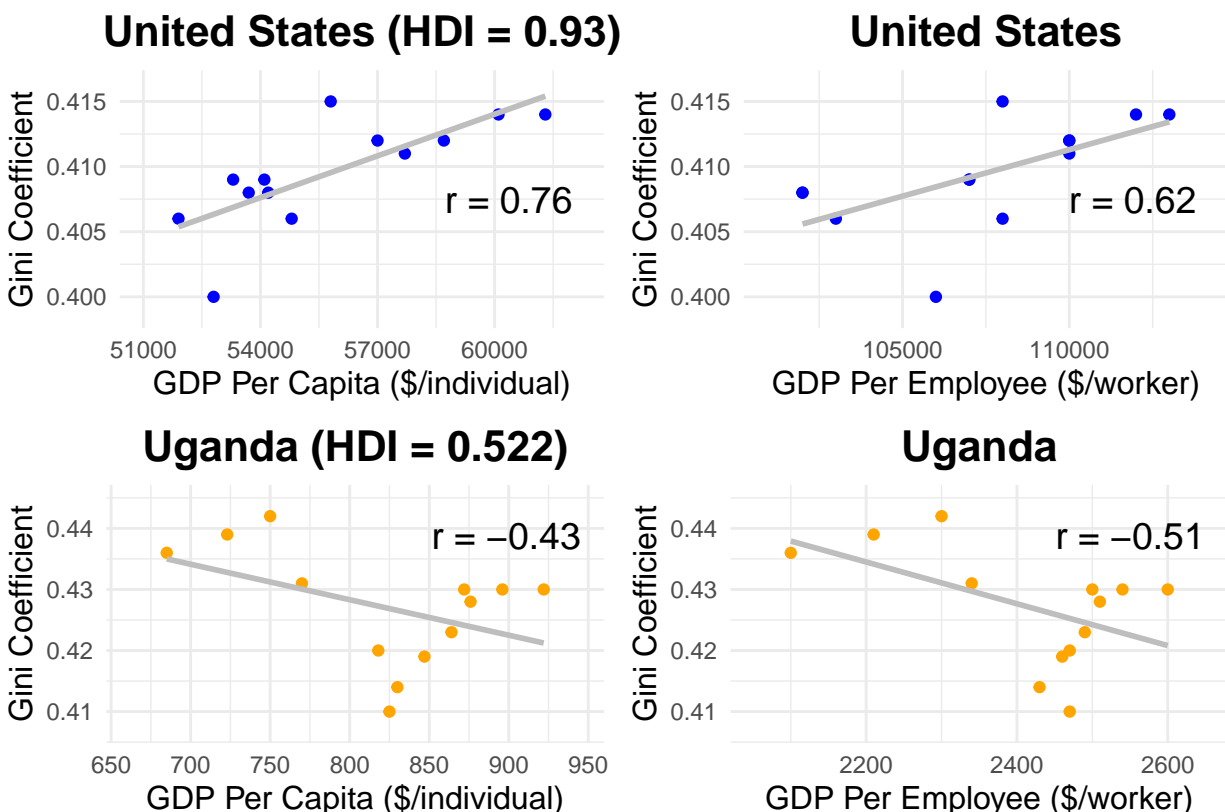 United States (HDI = 0.93)
Gini Coefficient
0.415
0.410
0.405
0.400
r = 0.76
51000 54000 57000 60000
GDP Per Capita ($/individual)
United States
Gini Coefficient
0.415
0.410
0.405
0.400
r = 0.62
105000 110000
GDP Per Employee ($/worker)
Uganda (HDI = 0.522)
Gini Coefficient
0.44
0.43
0.42
0.41
r = −0.43
650 700 750 800 850 900 950
GDP Per Capita ($/individual)
Uganda
Gini Coefficient
0.44
0.43
0.42
0.41
r = −0.51
2200 2400 2600
GDP Per Employee ($/worker)